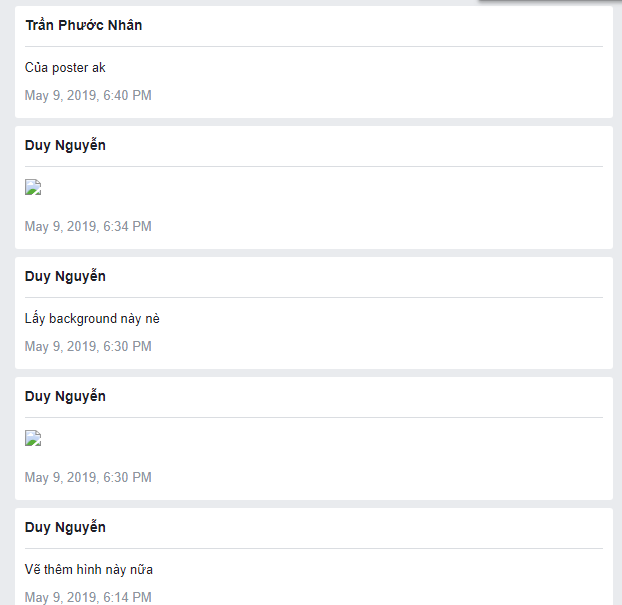 Trần Phước Nhân
Của poster ak
May 9, 2019, 6:40 PM
Duy Nguyễn
May 9, 2019, 6:34 PM
Duy Nguyễn
Lấy background này nè
May 9, 2019, 6:30 PM
Duy Nguyễn
May 9, 2019, 6:30 PM
Duy Nguyễn
Vẽ thêm hình này nữa
May 9, 2019, 6:14 PM